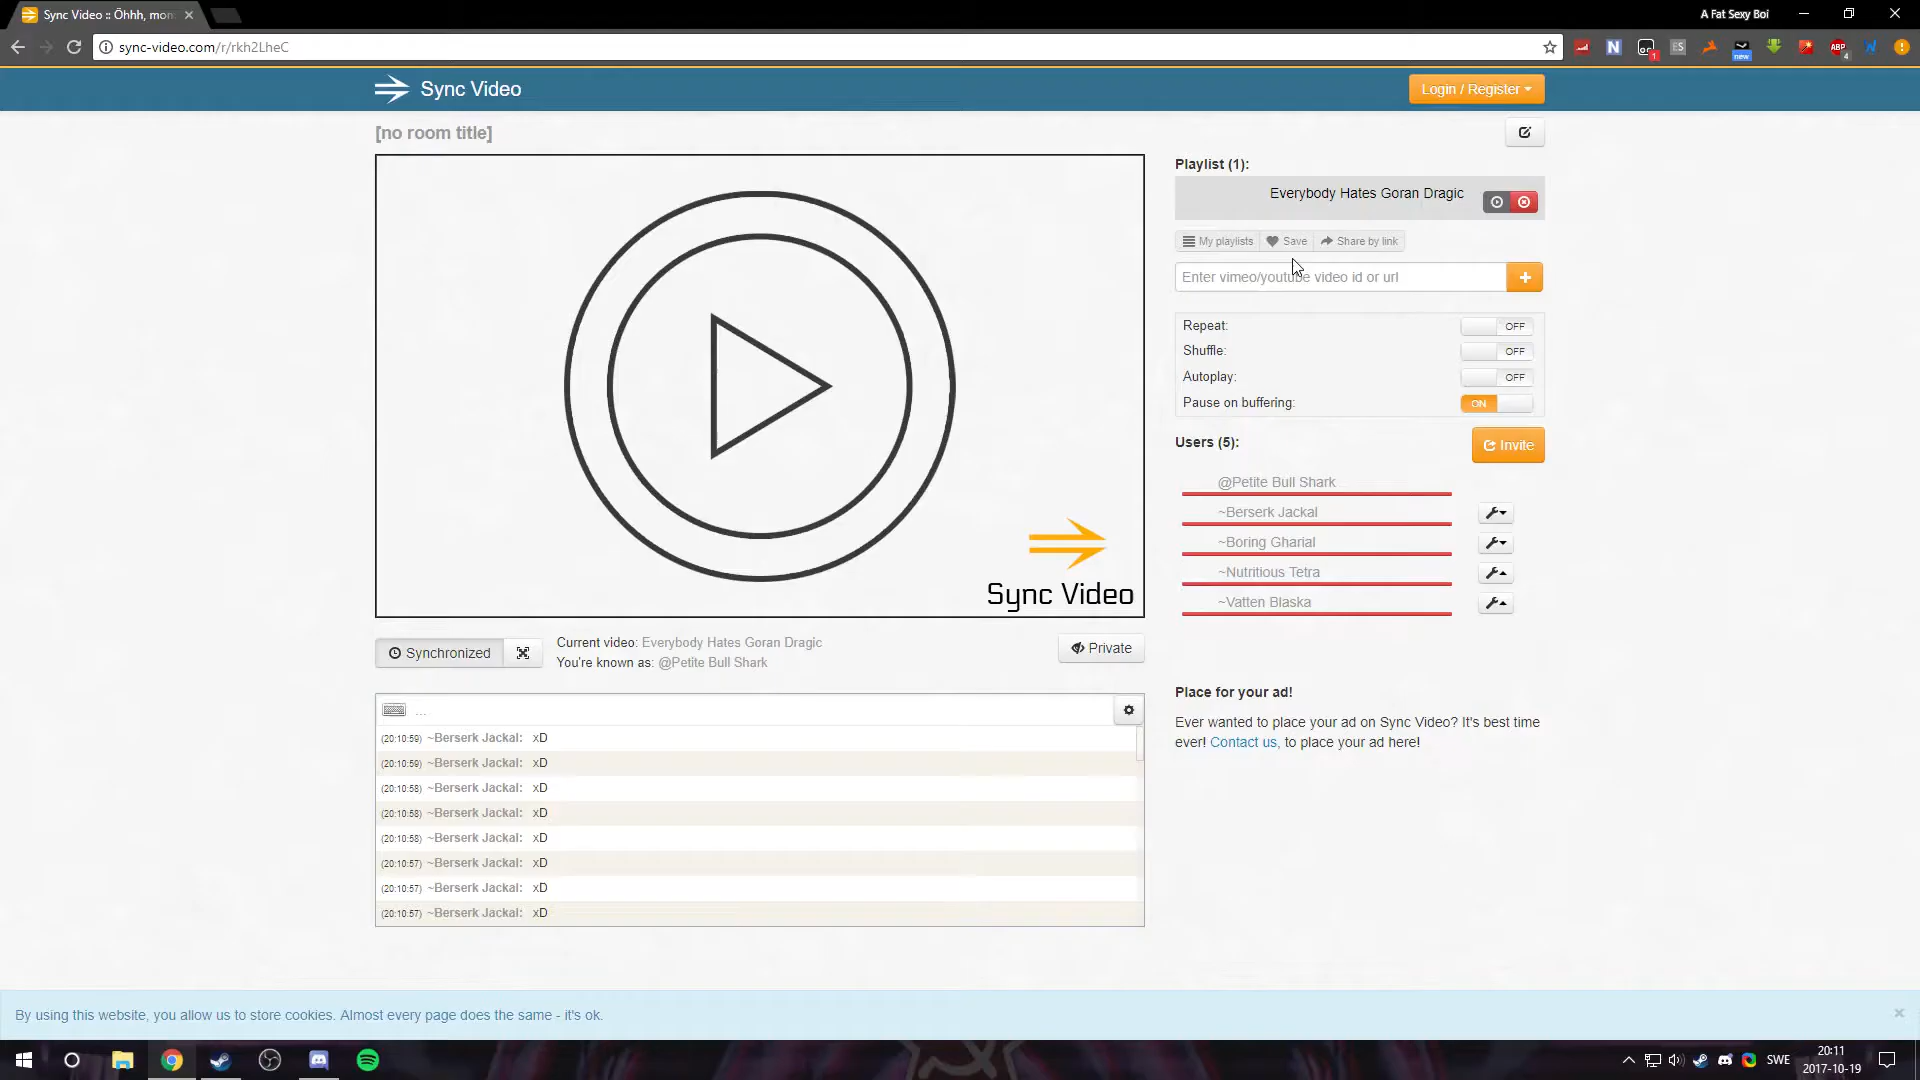 Sync Video :: Öhhh, mon
A Fat Sexy Boi
sync-video.com/r/rkh2LheC
N
1
ES
new
ABP
4
W
Sync Video
Login / Register
[no room title]
Playlist (1):
Everybody Hates Goran Dragic
My playlists
Save
Share by link
Enter vimeo/youtube video id or url
Repeat:
OFF
Shuffle:
OFF
Autoplay:
OFF
Pause on buffering:
ON
Users (5):
Invite
@Petite Bull Shark
~Berserk Jackal
~Boring Gharial
~Nutritious Tetra
~Vatten Blaska
Sync Video
Synchronized
Current video: Everybody Hates Goran Dragic
You're known as: @Petite Bull Shark
Private
...
(20:10:59) ~Berserk Jackal: xD
(20:10:59) ~Berserk Jackal: xD
(20:10:58) ~Berserk Jackal: xD
(20:10:58) ~Berserk Jackal: xD
(20:10:58) ~Berserk Jackal: xD
(20:10:57) ~Berserk Jackal: xD
(20:10:57) ~Berserk Jackal: xD
(20:10:57) ~Berserk Jackal: xD
Place for your ad!
Ever wanted to place your ad on Sync Video? It's best time
ever! Contact us, to place your ad here!
By using this website, you allow us to store cookies. Almost every page does the same - it's ok.
SWE
20:11
2017-10-19